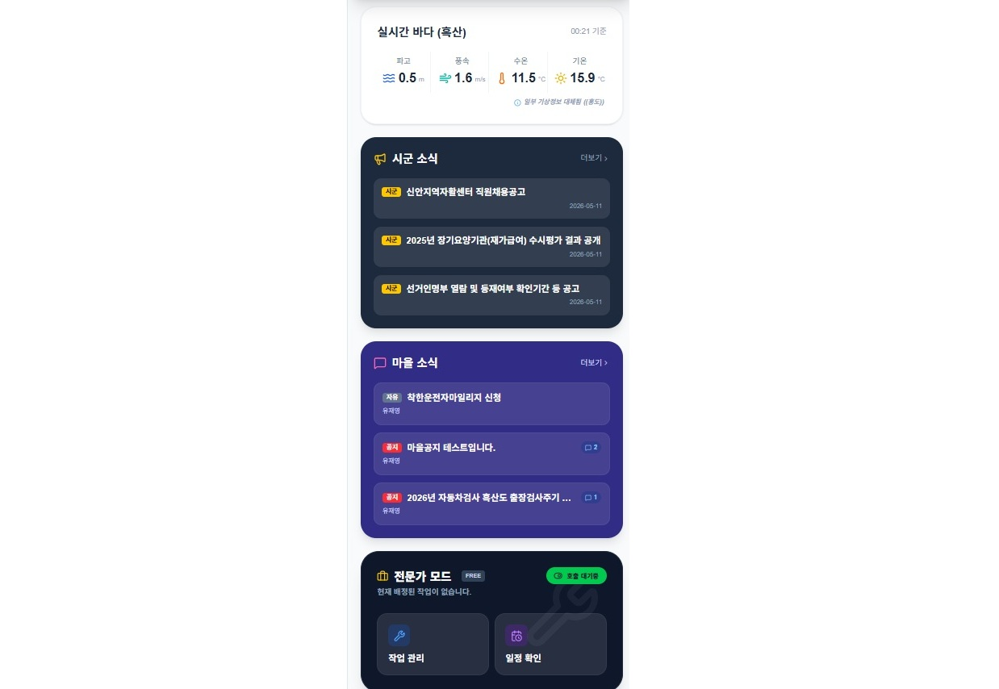 실시간 바다 (흑산)
00:21 기준
파고 풍속 수온 기온
0.5 m 1.6 m/s 11.5 °C 15.9 °C
일부 기상정보 대체됨 ((홍도))
시군 소식
더보기 >
시군 신안지역자활센터 직원채용공고
2026-05-11
시군 2025년 장기요양기관(재가급여) 수시평가 결과 공개
2026-05-11
시군 선거인명부 열람 및 등재여부 확인기간 등 공고
2026-05-11
마을 소식
더보기 >
자유 착한운전자마일리지 신청
유재영
공지 마을공지 테스트입니다.
2
유재영
공지 2026년 자동차검사 흑산도 출장검사주기 ...
1
유재영
전문가 모드 FREE
호출 대기중
현재 배정된 작업이 없습니다.
작업 관리
일정 확인